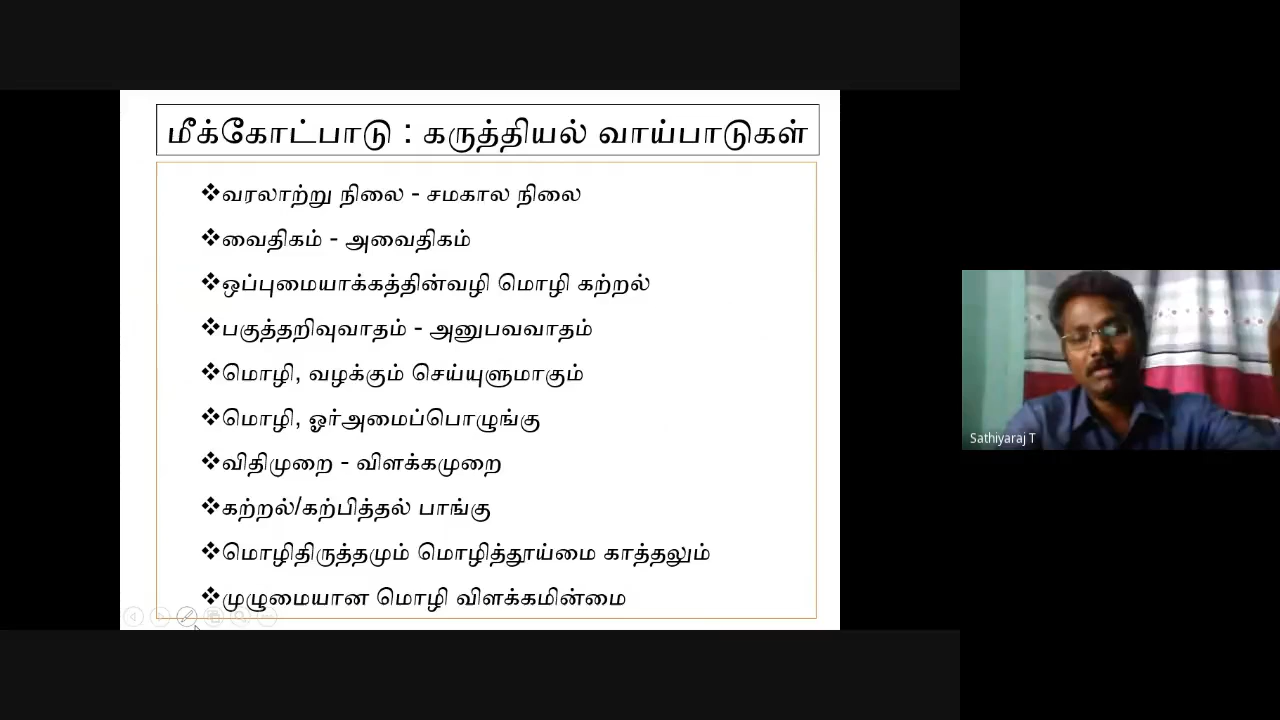 மீக்கோட்பாடு : கருத்தியல் வாய்பாடுகள்
❖வரலாற்று நிலை - சமகால நிலை
❖வைதிகம் - அவைதிகம்
❖ஒப்புமையாக்கத்தின்வழி மொழி கற்றல்
❖பகுத்தறிவுவாதம் - அனுபவவாதம்
❖மொழி, வழக்கும் செய்யுளுமாகும்
❖மொழி, ஓர்அமைப்பொழுங்கு
❖விதிமுறை - விளக்கமுறை
❖கற்றல்/கற்பித்தல் பாங்கு
❖மொழிதிருத்தமும் மொழித்தூய்மை காத்தலும்
❖முழுமையான மொழி விளக்கமின்மை
Sathiyaraj T